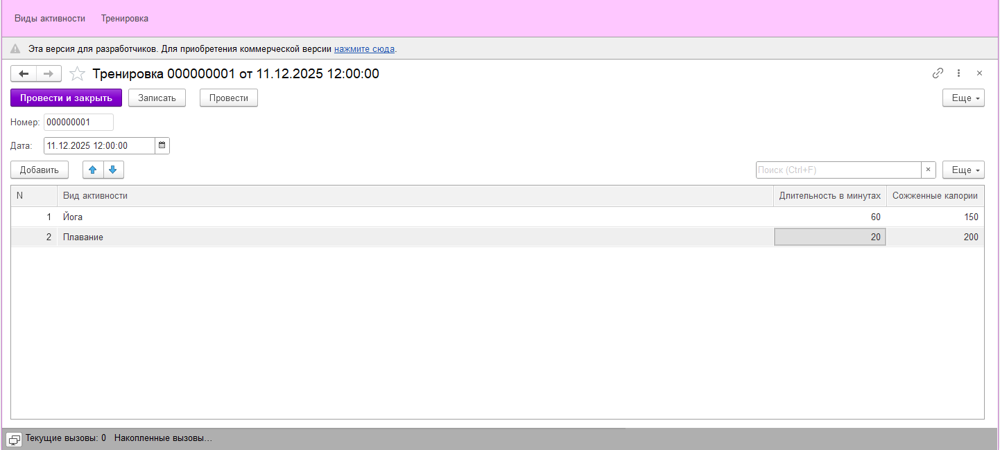 Виды активности Тренировка
Эта версия для разработчиков. Для приобретения коммерческой версии нажмите сюда.
Тренировка 000000001 от 11.12.2025 12:00:00
Провести и закрыть Записать Провести Еще
Номер: 000000001
Дата: 11.12.2025 12:00:00
Добавить Поиск (Ctrl+F) × Еще
N Вид активности Длительность в минутах Сожженные калории
1 Йога 60 150
2 Плавание 20 200
Текущие вызовы: 0 Накопленные вызовы...